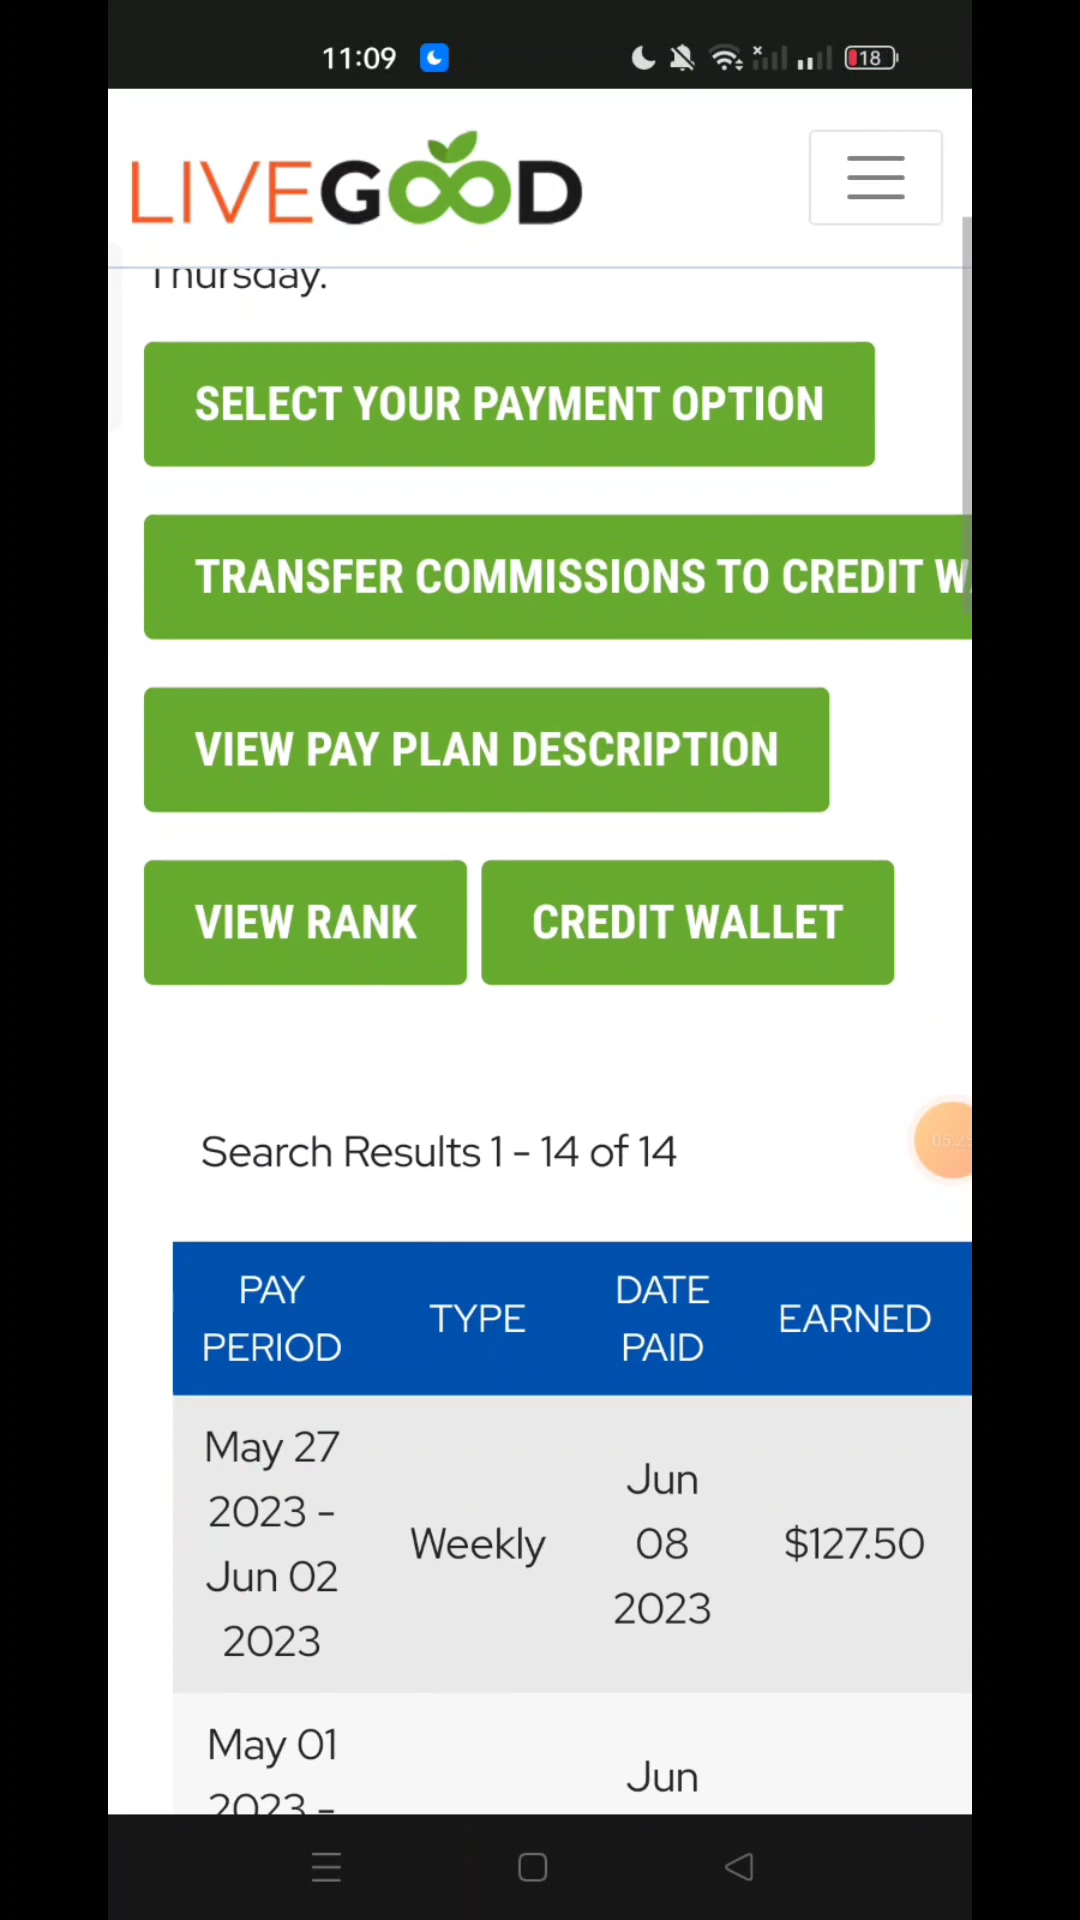 11:09
18
LIVEGOOD
Thursday.
SELECT YOUR PAYMENT OPTION
TRANSFER COMMISSIONS TO CREDIT W
VIEW PAY PLAN DESCRIPTION
VIEW RANK
CREDIT WALLET
Search Results 1 - 14 of 14
PAY PERIOD
TYPE
DATE PAID
EARNED
May 27
2023 -
Jun 02
2023
Weekly
Jun
08
2023
$127.50
May 01
2023 -
Jun